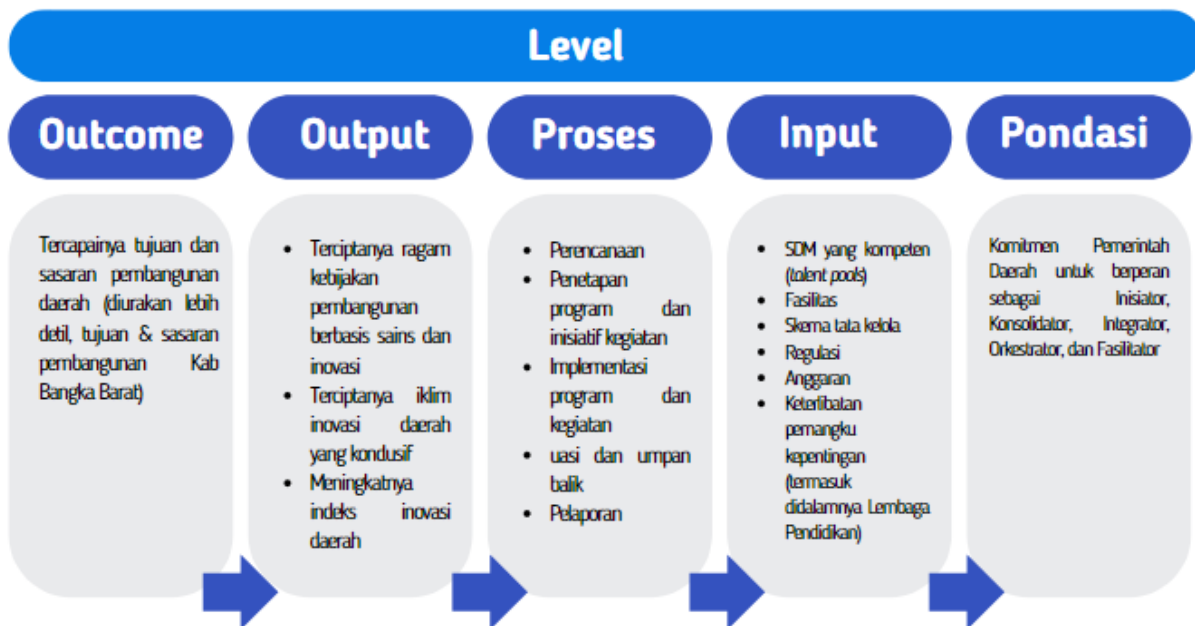 Level
Outcome
Output
Proses
Input
Pondasi
Tercapainya tujuan dan
sasaran pembangunan
daerah (diurakan lebih
detil, tujuan & sasaran
pembangunan Kab
Bangka Barat)
• Terciptanya ragam
kebijakan
pembangunan
berbasis sains dan
inovasi
• Terciptanya iklim
inovasi daerah
yang kondusif
• Meningkatnya
indeks inovasi
daerah
• Perencanaan
• Penetapan
program dan
inisiatif kegiatan
• Implementasi
program dan
kegiatan
• uasi dan umpan
balik
• Pelaporan
• SDM yang kompeten
(talent pools)
• Fasilitas
• Skema tata kelola
• Regulasi
• Anggaran
• Keterlibatan
pemangku
kepentingan
(termasuk
didalamnya Lembaga
Pendidikan)
Komitmen Pemerintah
Daerah untuk berperan
sebagai Inisiator,
Konsolidator, Integrator,
Orkestrator, dan Fasilitator